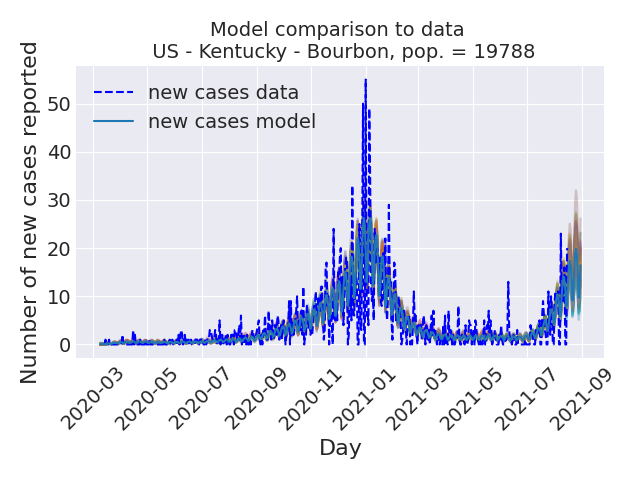 Model comparison to data
US - Kentucky - Bourbon, pop. = 19788
new cases data
new cases model
Number of new cases reported
50
40
30
20
10
0
2020-03
2020-05
2020-07
2020-09
2020-11
2021-01
2021-03
2021-05
2021-07
2021-09
Day